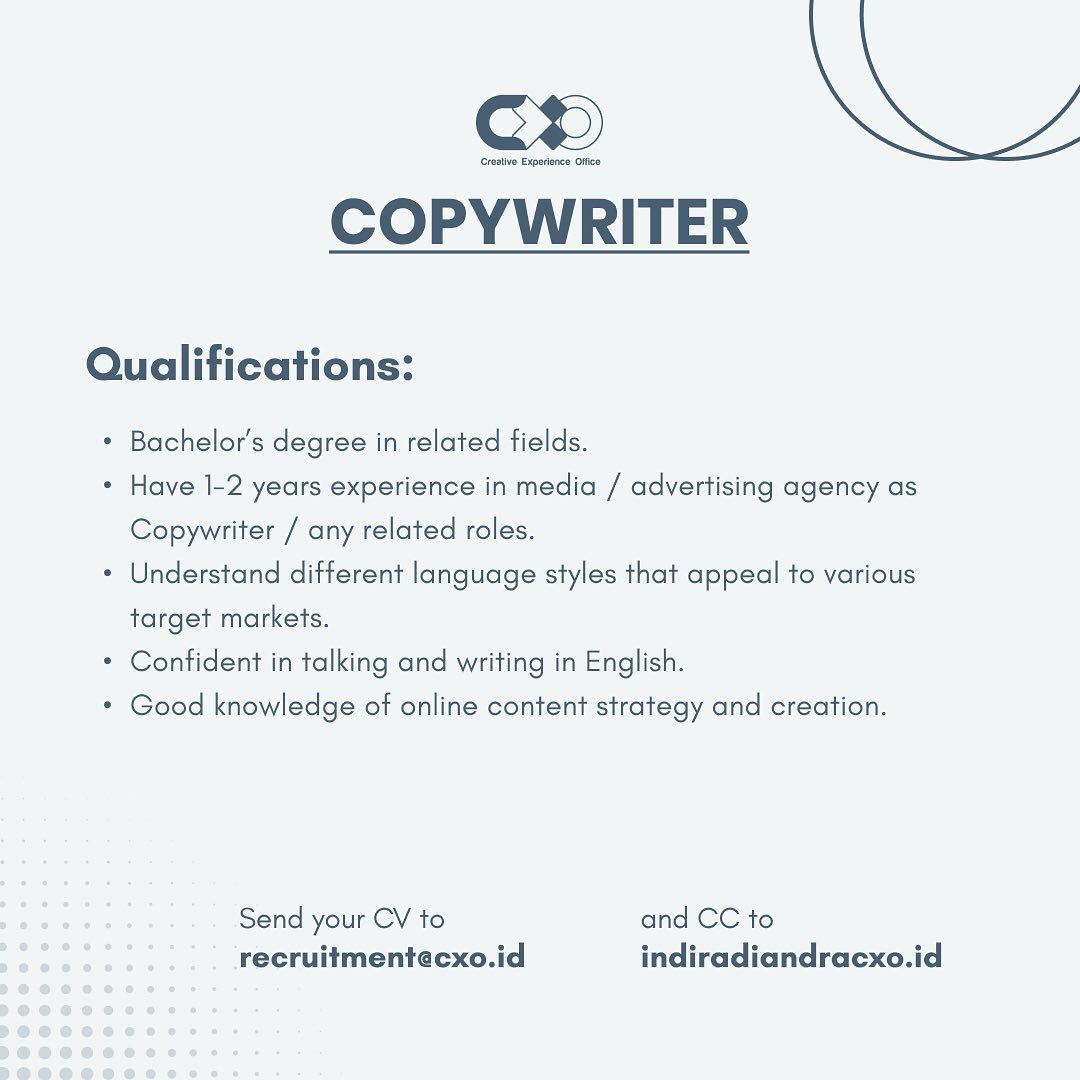 CXO
Creative Experience Office
COPYWRITER
Qualifications:
• Bachelor's degree in related fields.
• Have 1-2 years experience in media / advertising agency as
Copywriter / any related roles.
• Understand different language styles that appeal to various
target markets.
• Confident in talking and writing in English.
• Good knowledge of online content strategy and creation.
Send your CV to
recruitment@cxo.id
and CC to
indiradiandracxo.id